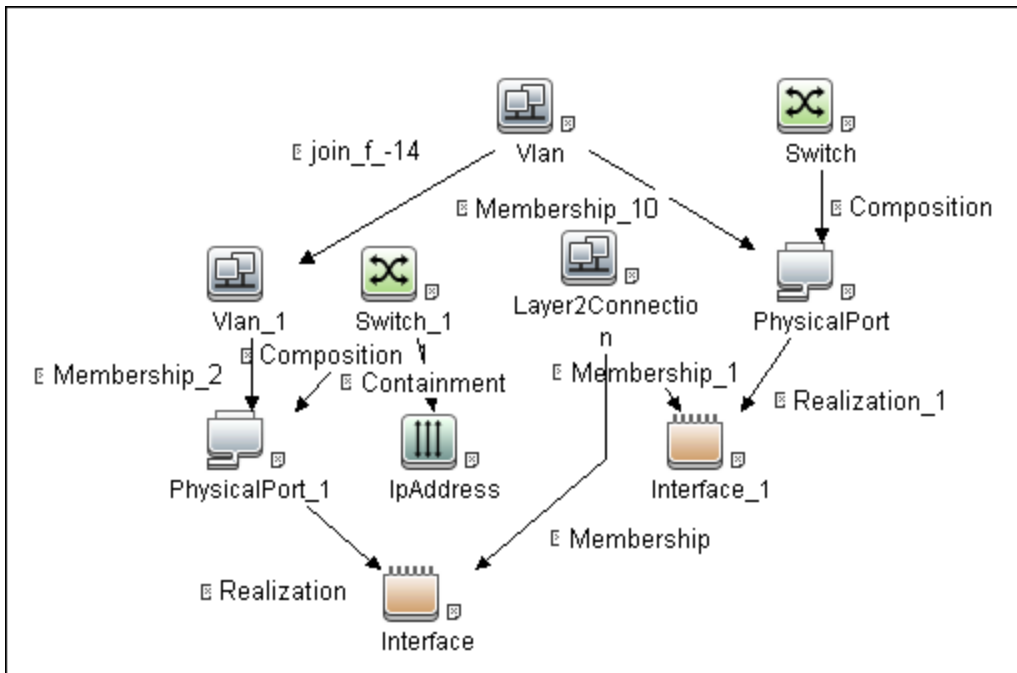 Vlan
Switch
join_f_-14
Membership_10
Composition
Vlan_1
Switch_1
Layer2Connectio
n
PhysicalPort
Composition
Membership_2
Containment
Membership_1
Realization_1
PhysicalPort_1
IpAddress
Interface_1
Membership
Realization
Interface